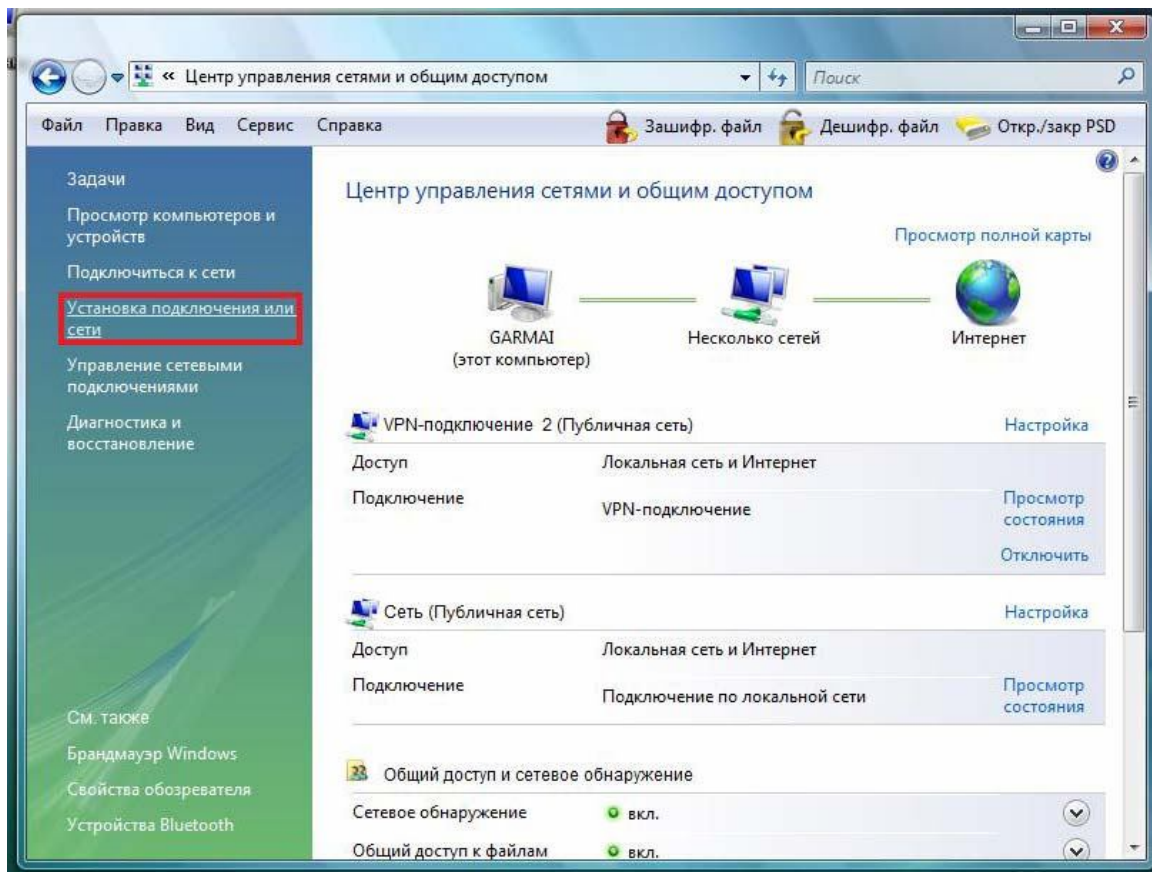 « Центр управления сетями и общим доступом
Поиск
Файл Правка Вид Сервис Справка
Зашифр. файл Дешифр. файл Откр./закр PSD
Задачи
Просмотр компьютеров и
устройств
Подключиться к сети
Установка подключения или
сети
Управление сетевыми
подключениями
Диагностика и
восстановление
См. также
Брандмауэр Windows
Свойства обозревателя
Устройства Bluetooth
Центр управления сетями и общим доступом
Просмотр полной карты
GARMAI
(этот компьютер)
Несколько сетей
Интернет
VPN-подключение 2 (Публичная сеть) Настройка
Доступ Локальная сеть и Интернет
Подключение VPN-подключение Просмотр
состояния
Отключить
Сеть (Публичная сеть) Настройка
Доступ Локальная сеть и Интернет
Подключение Подключение по локальной сети Просмотр
состояния
Общий доступ и сетевое обнаружение
Сетевое обнаружение вкл.
Общий доступ к файлам вкл.